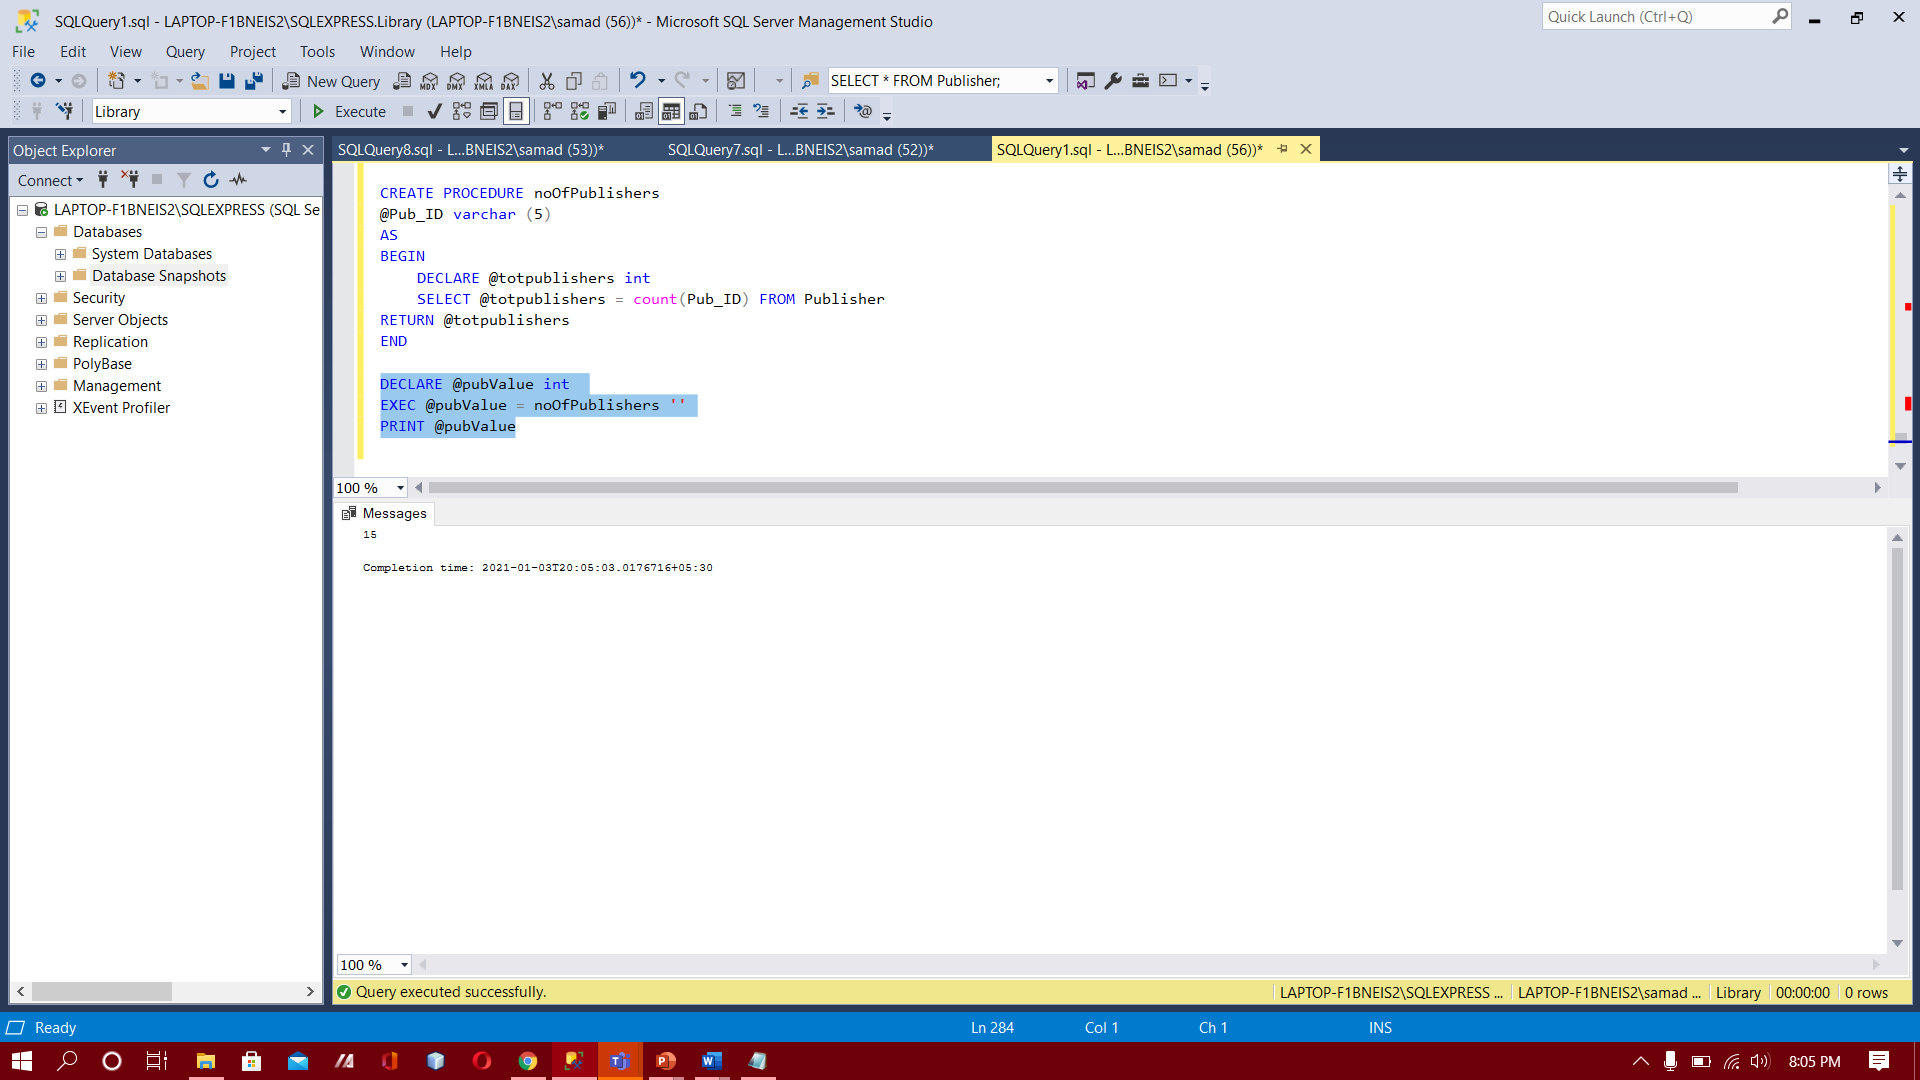 SQLQuery1.sql - LAPTOP-F1BNEIS2\SQLEXPRESS.Library (LAPTOP-F1BNEIS2\samad (56))* - Microsoft SQL Server Management Studio
Quick Launch (Ctrl+Q)
File Edit View Query Project Tools Window Help
New Query MDX DMX XMLA DAX SELECT * FROM Publisher;
Library Execute
Object Explorer
Connect
LAPTOP-F1BNEIS2\SQLEXPRESS (SQL Se
Databases
System Databases
Database Snapshots
Security
Server Objects
Replication
PolyBase
Management
XEvent Profiler
SQLQuery8.sql - L...BNEIS2\samad (53))* SQLQuery7.sql - L...BNEIS2\samad (52))* SQLQuery1.sql - L...BNEIS2\samad (56))*
CREATE PROCEDURE noOfPublishers
@Pub_ID varchar (5)
AS
BEGIN
DECLARE @totpublishers int
SELECT @totpublishers = count(Pub_ID) FROM Publisher
RETURN @totpublishers
END
DECLARE @pubValue int
EXEC @pubValue = noOfPublishers ''
PRINT @pubValue
100 %
Messages
15
Completion time: 2021-01-03T20:05:03.0176716+05:30
100 %
Query executed successfully. LAPTOP-F1BNEIS2\SQLEXPRESS ... LAPTOP-F1BNEIS2\samad ... Library 00:00:00 0 rows
Ready Ln 284 Col 1 Ch 1 INS
8:05 PM